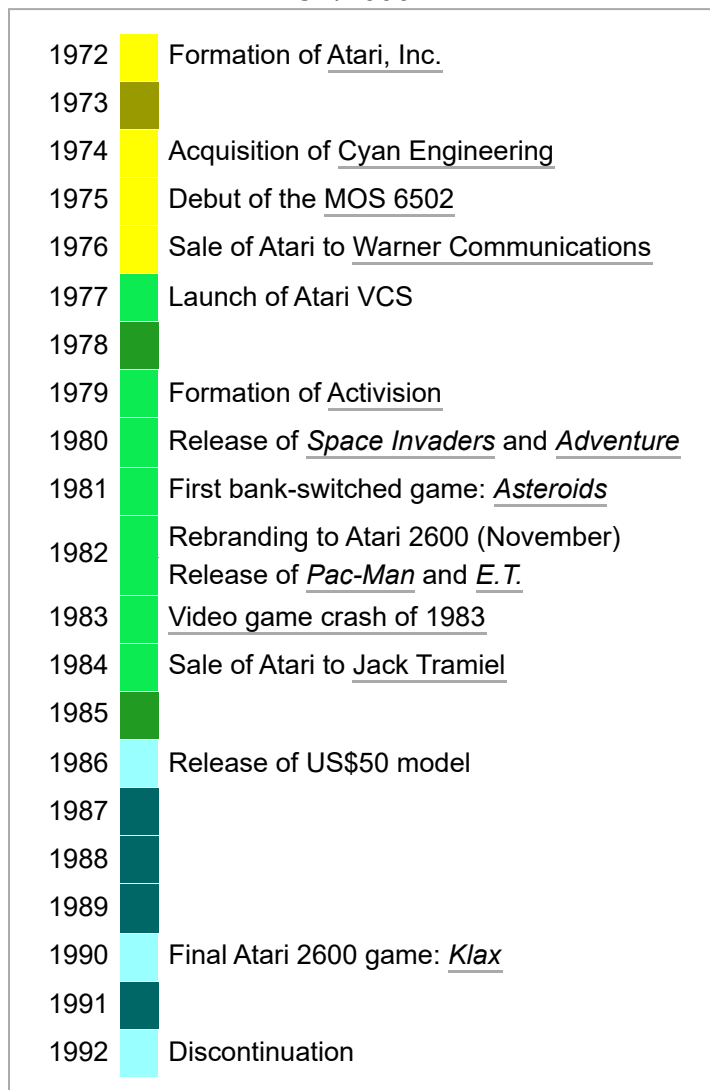 1972 Formation of Atari, Inc.
1973
1974 Acquisition of Cyan Engineering
1975 Debut of the MOS 6502
1976 Sale of Atari to Warner Communications
1977 Launch of Atari VCS
1978
1979 Formation of Activision
1980 Release of Space Invaders and Adventure
1981 First bank-switched game: Asteroids
1982 Rebranding to Atari 2600 (November)
Release of Pac-Man and E.T.
1983 Video game crash of 1983
1984 Sale of Atari to Jack Tramiel
1985
1986 Release of US$50 model
1987
1988
1989
1990 Final Atari 2600 game: Klax
1991
1992 Discontinuation